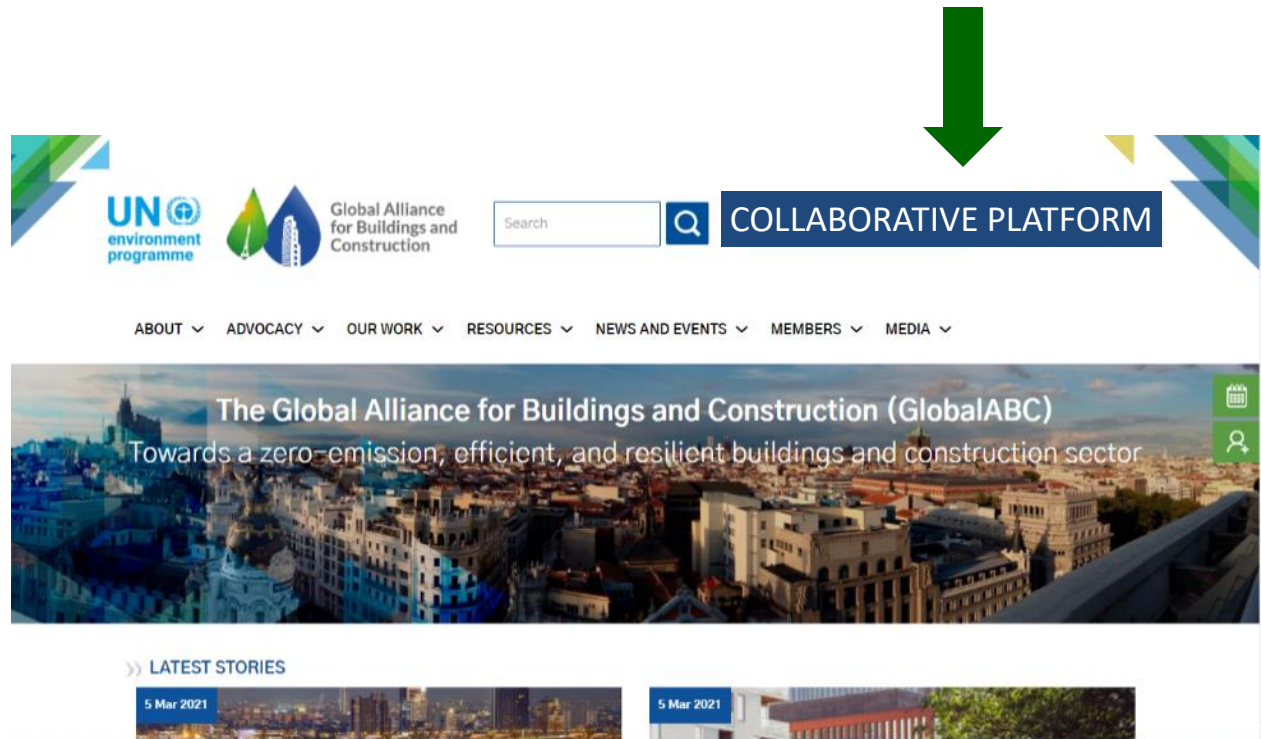 UN
environment
programme
Global Alliance
for Buildings and
Construction
Search
COLLABORATIVE PLATFORM
ABOUT
ADVOCACY
OUR WORK
RESOURCES
NEWS AND EVENTS
MEMBERS
MEDIA
The Global Alliance for Buildings and Construction (GlobalABC)
Towards a zero-emission, efficient, and resilient buildings and construction sector
LATEST STORIES
5 Mar 2021
5 Mar 2021